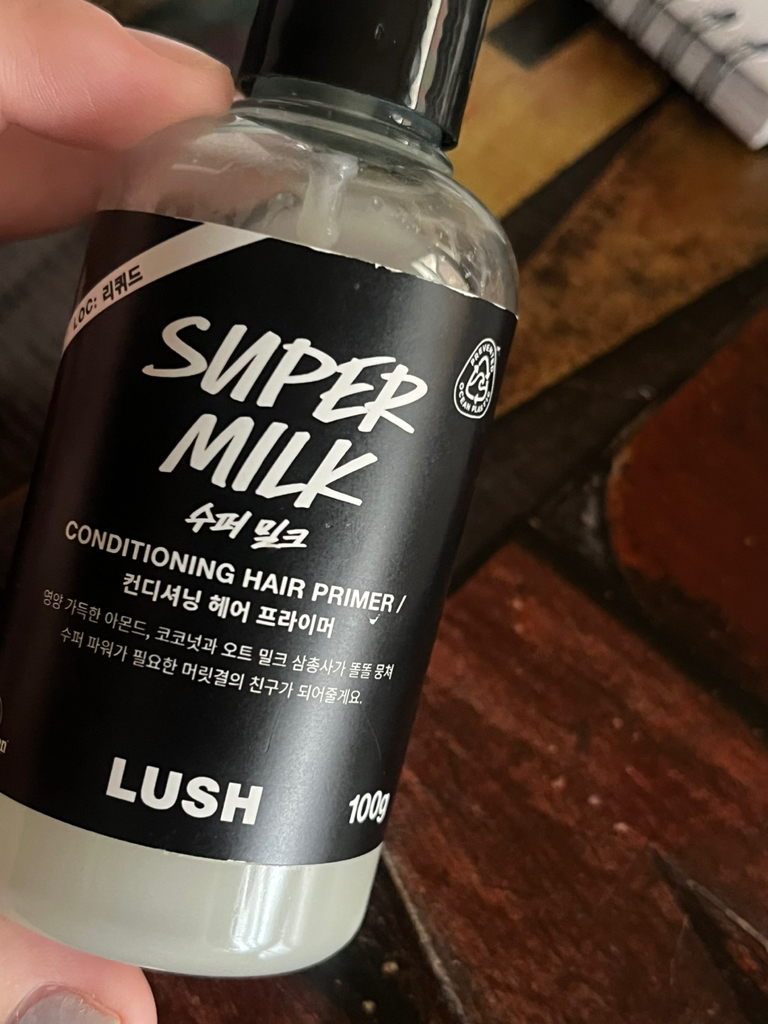 LOC: 리퀴드
SUPER
MILK
수퍼 밀크
CONDITIONING HAIR PRIMER /
컨디셔닝 헤어 프라이머
영양 가득한 아몬드, 코코넛과 오트 밀크 삼총사가 똘똘 뭉쳐
수퍼 파워가 필요한 머릿결의 친구가 되어줄게요.
PREVENTED
OCEAN PLASTIC
LUSH
100g